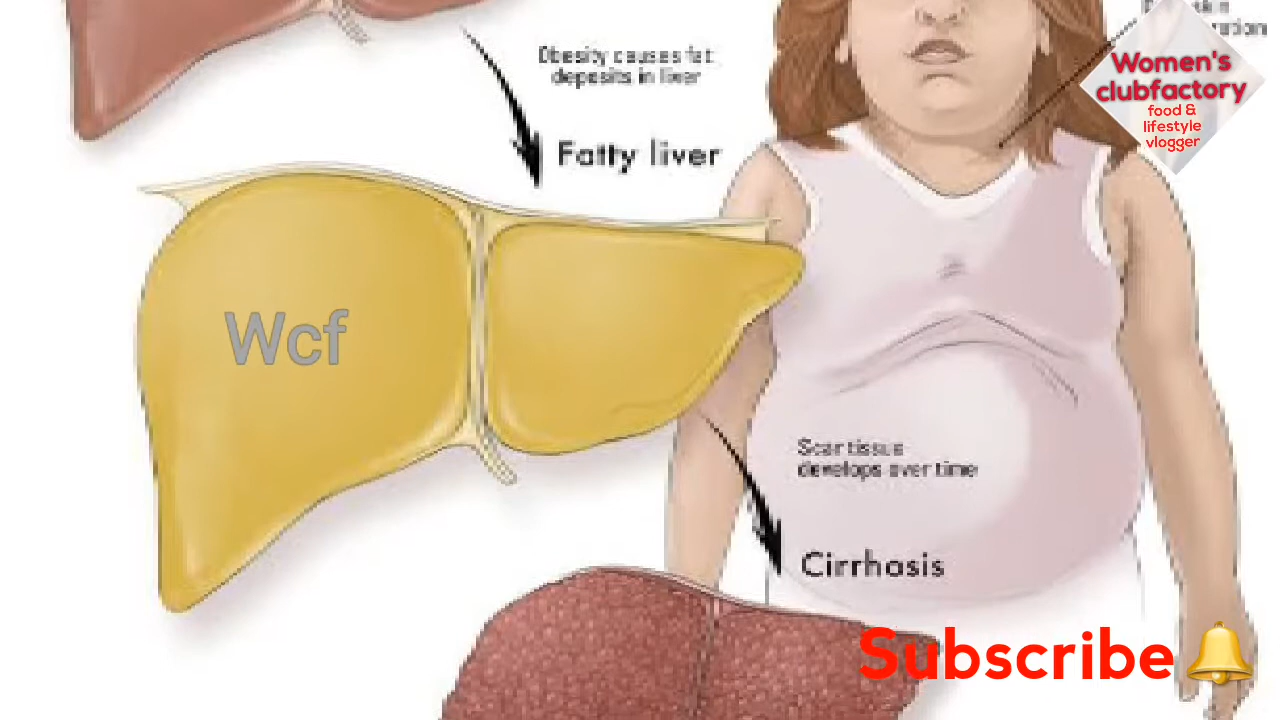 Obesity causes fat
deposits in liver
Fatty liver
Women's
clubfactory
food &
lifestyle
vlogger
Wcf
Scar tissue
develops over time
Cirrhosis
Subscribe